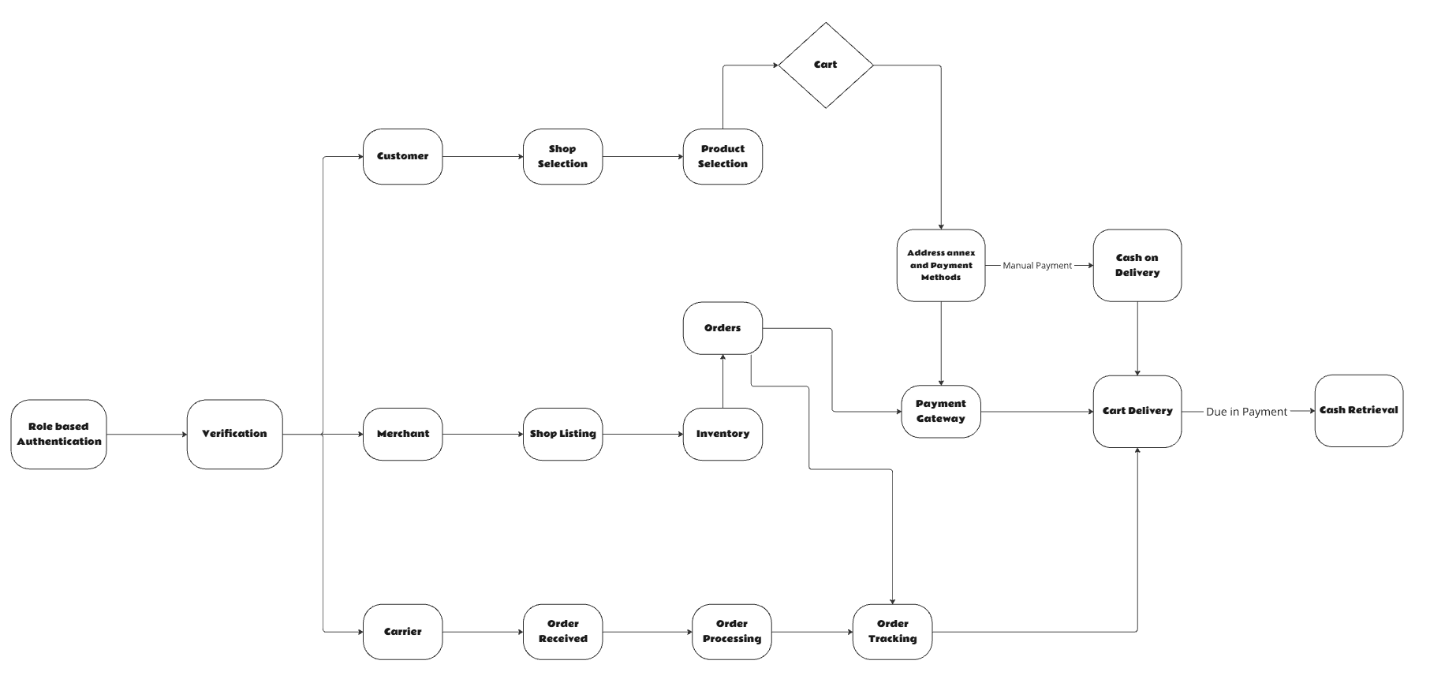 Cart
Customer
Shop
Selection
Product
Selection
Address annex
and Payment
Methods
Manual Payment
Cash on
Delivery
Orders
Role based
Authentication
Verification
Merchant
Shop Listing
Inventory
Payment
Gateway
Cart Delivery
Due in Payment
Cash Retrieval
Carrier
Order
Received
Order
Processing
Order
Tracking